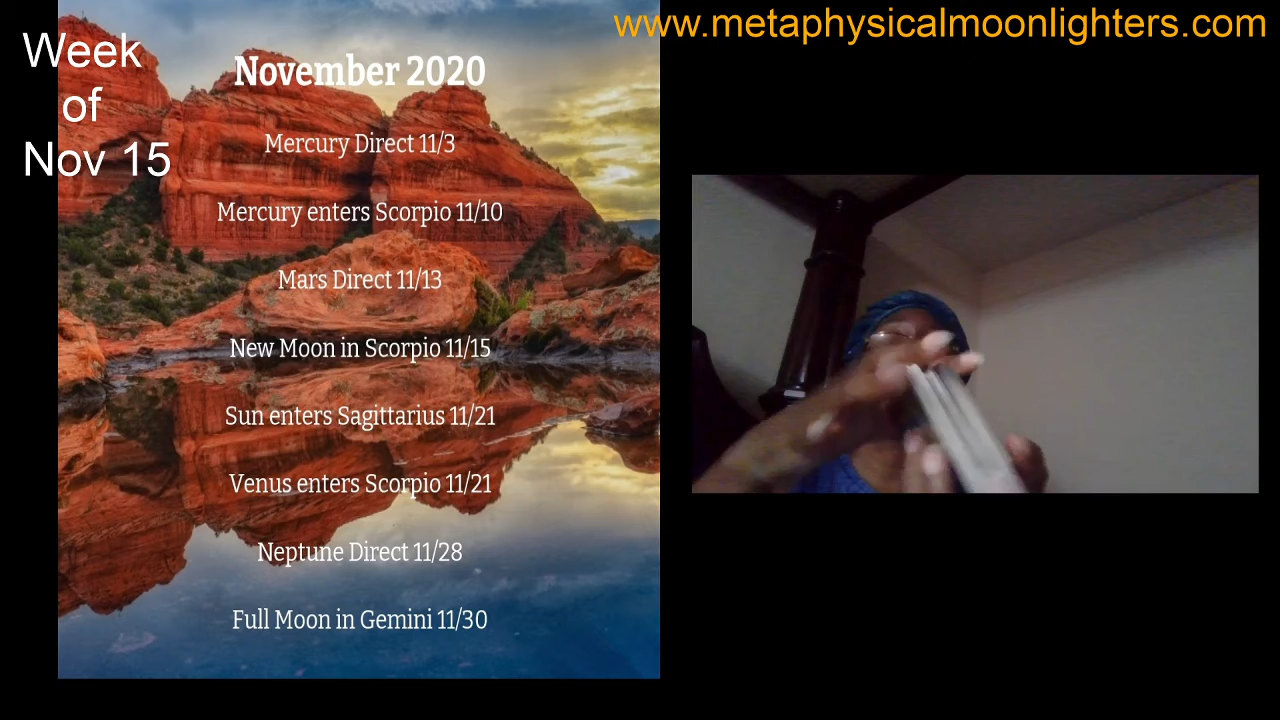 www.metaphysicalmoonlighters.com
Week
of
Nov 15
November 2020
Mercury Direct 11/3
Mercury enters Scorpio 11/10
Mars Direct 11/13
New Moon in Scorpio 11/15
Sun enters Sagittarius 11/21
Venus enters Scorpio 11/21
Neptune Direct 11/28
Full Moon in Gemini 11/30